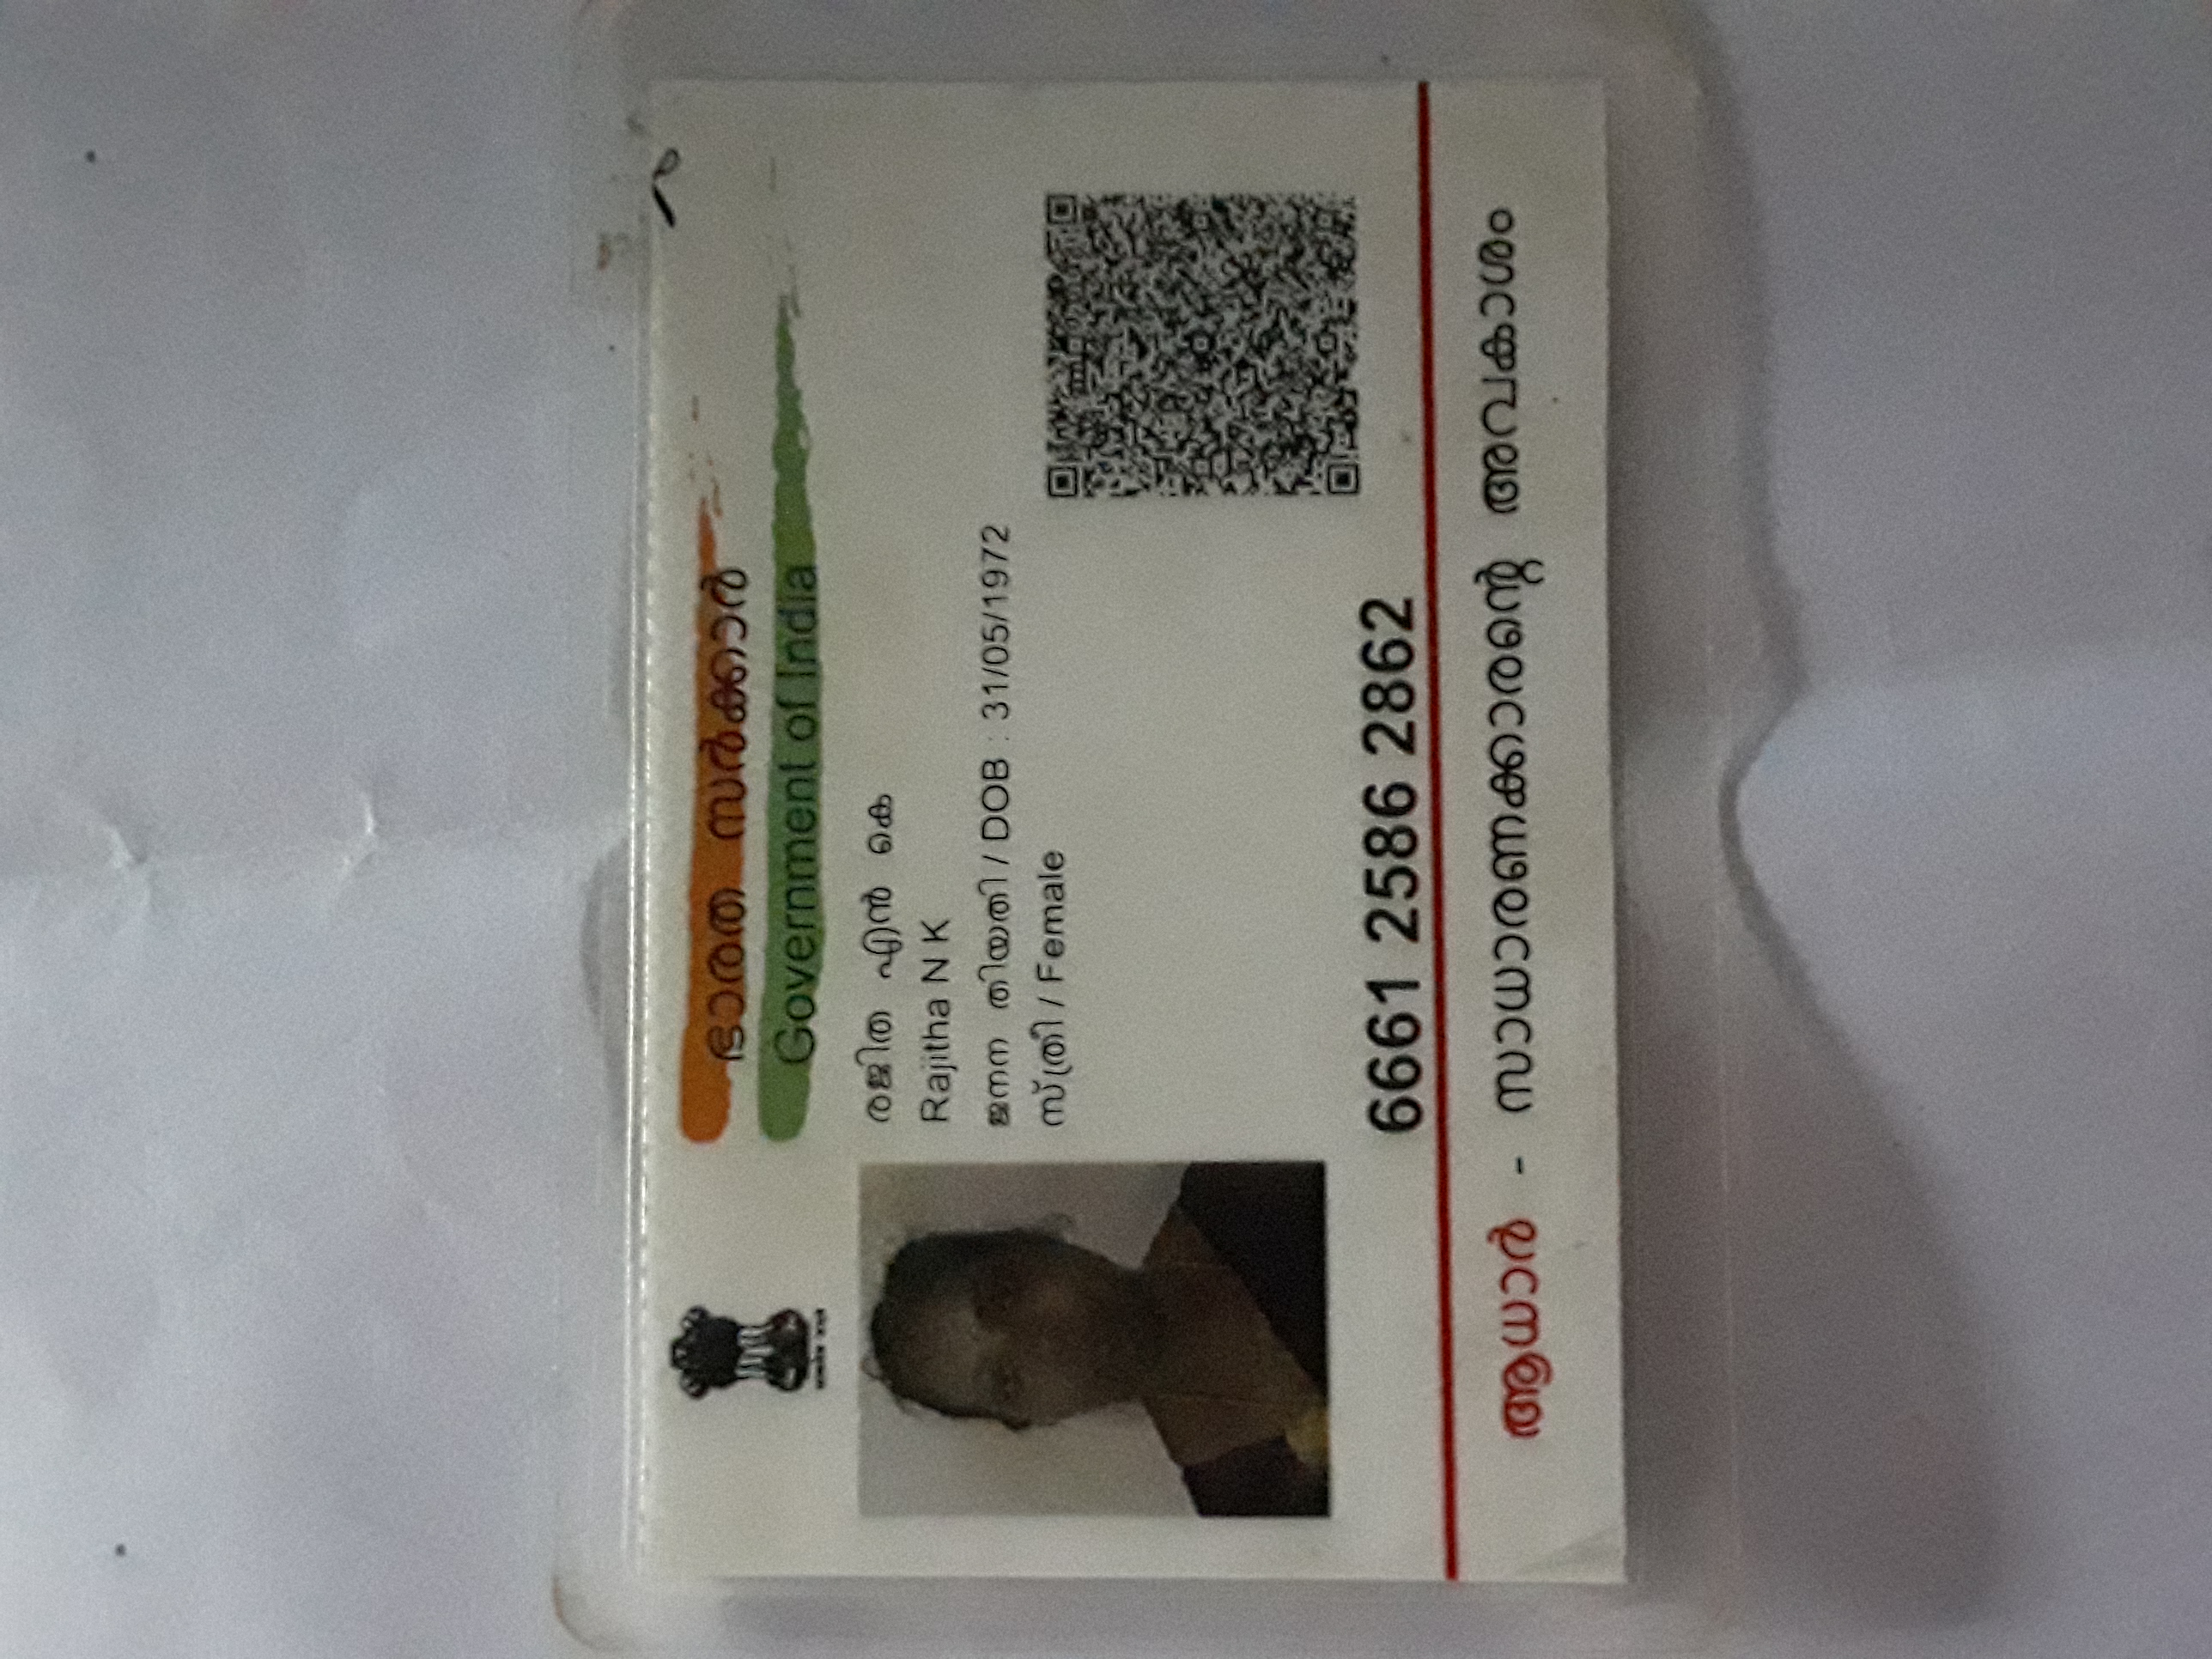 ഭാരത സർക്കാർ
Government of India
രജിത എൻ കെ
Rajitha N K
ജനന തിയതി / DOB : 31/05/1972
സ്ത്രീ / Female
6661 2586 2862
ആധാർ - സാധാരണക്കാരന്റെ അവകാശം